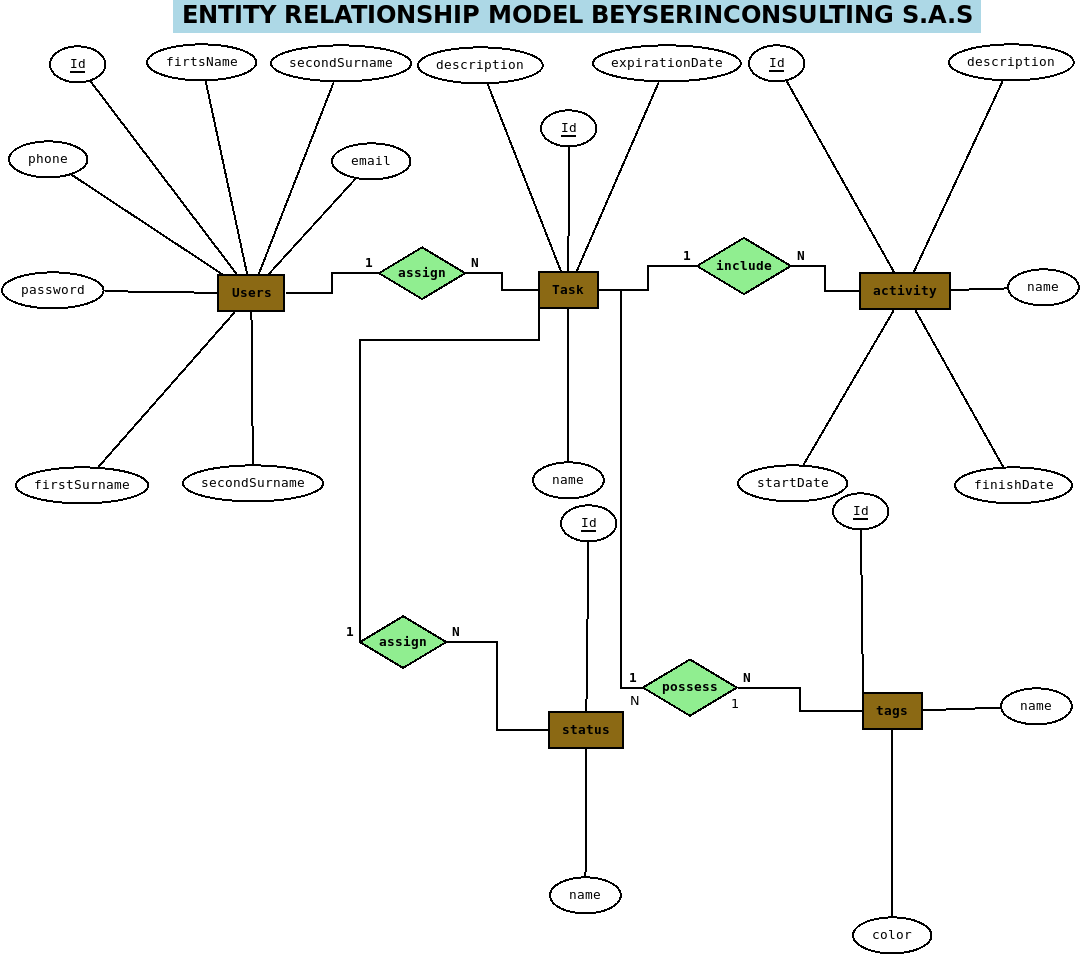 ENTITY RELATIONSHIP MODEL BEYSERINCONSULTING S.A.S
Id
firtsName
secondSurname
description
expirationDate
Id
description
Id
phone
email
1
assign
N
1
include
N
password
Users
Task
activity
name
firstSurname
secondSurname
name
startDate
finishDate
Id
Id
1
assign
N
1
possess
N
N
1
status
tags
name
name
color